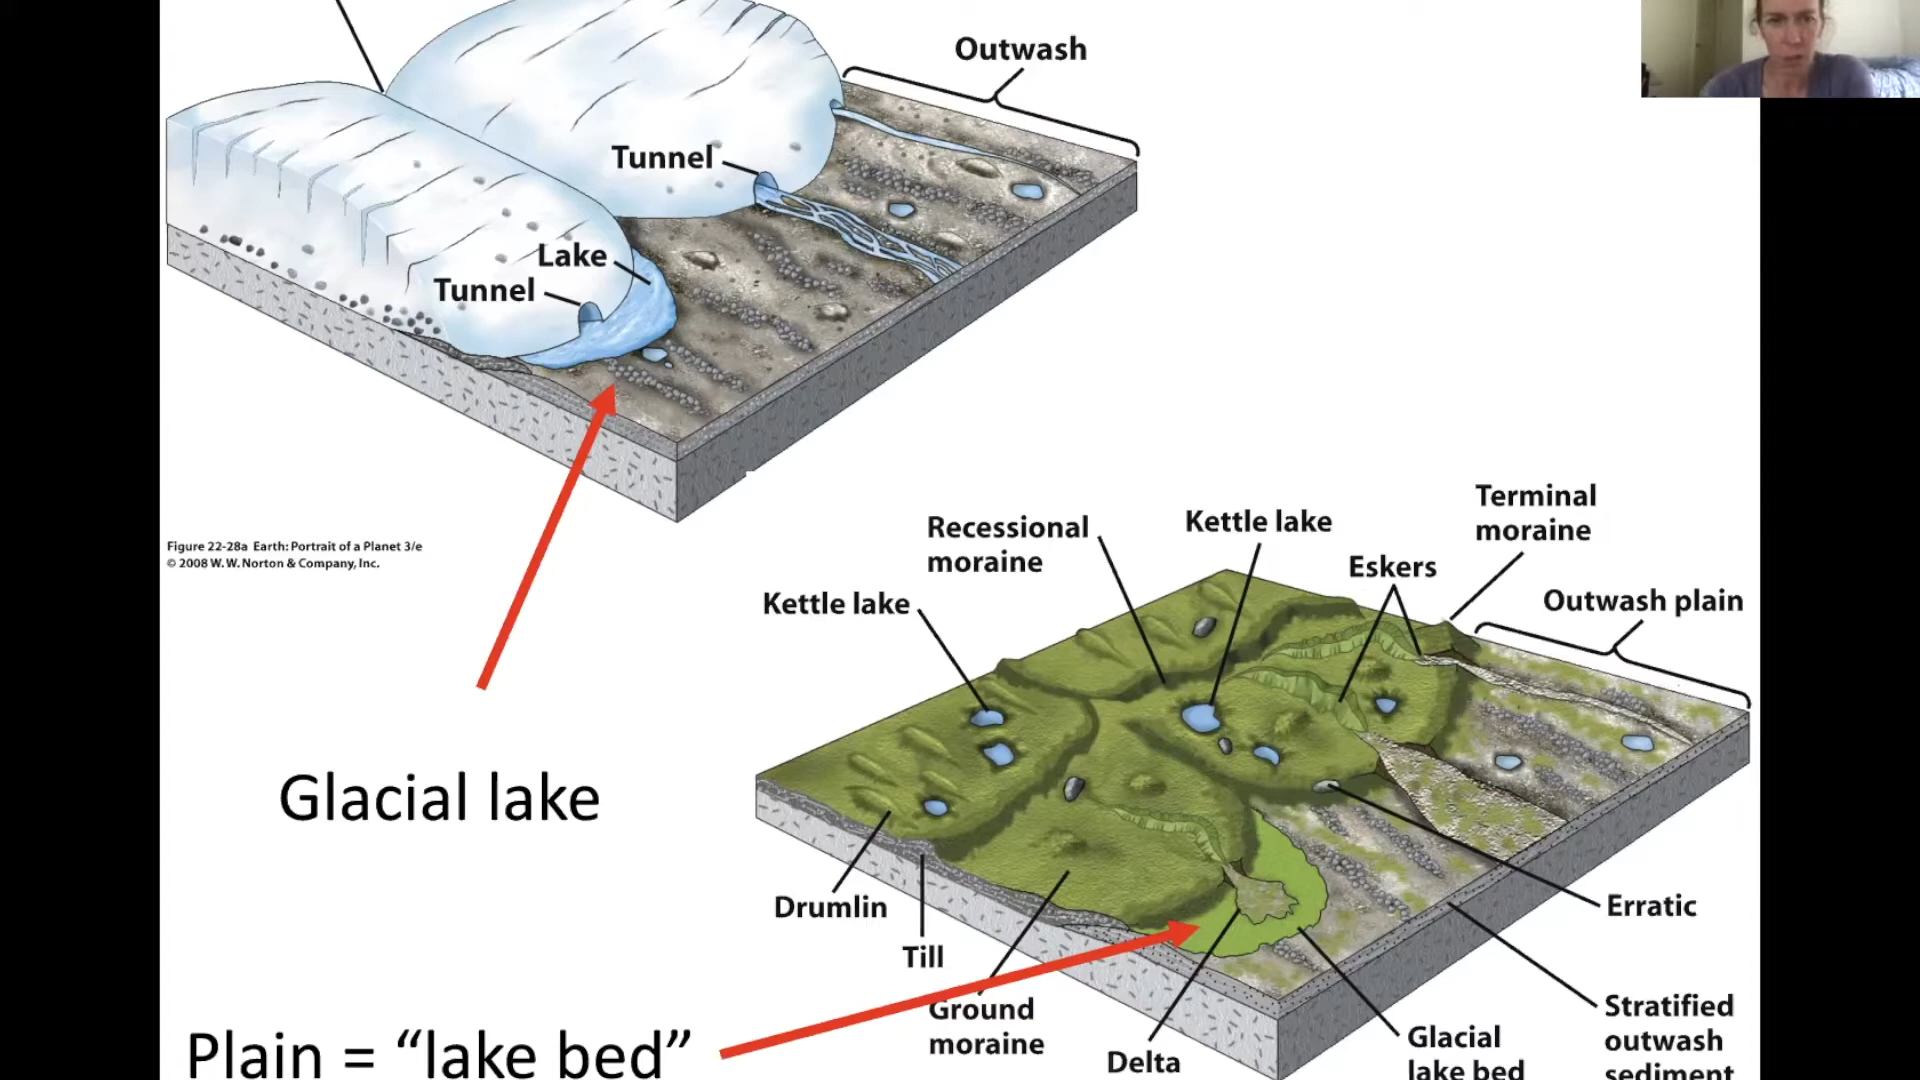 Outwash
Tunnel
Lake
Tunnel
Figure 22-28a Earth: Portrait of a Planet 3/e
© 2008 W. W. Norton & Company, Inc.
Glacial lake
Plain = “lake bed”
Terminal
moraine
Recessional
moraine
Kettle lake
Eskers
Outwash plain
Kettle lake
Drumlin
Till
Ground
moraine
Delta
Erratic
Glacial
lake bed
Stratified
outwash
sediment